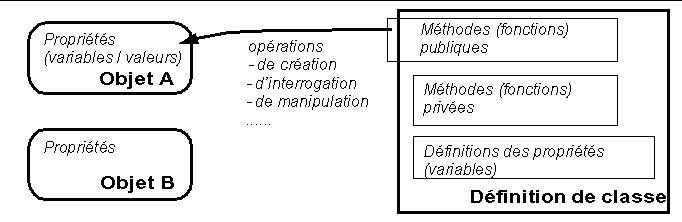 Propriétés
(variables / valeurs)
Objet A
opérations
- de création
- d'interrogation
- de manipulation
......
Méthodes (fonctions)
publiques
Méthodes (fonctions)
privées
Définitions des propriétés
(variables)
Définition de classe
Propriétés
Objet B